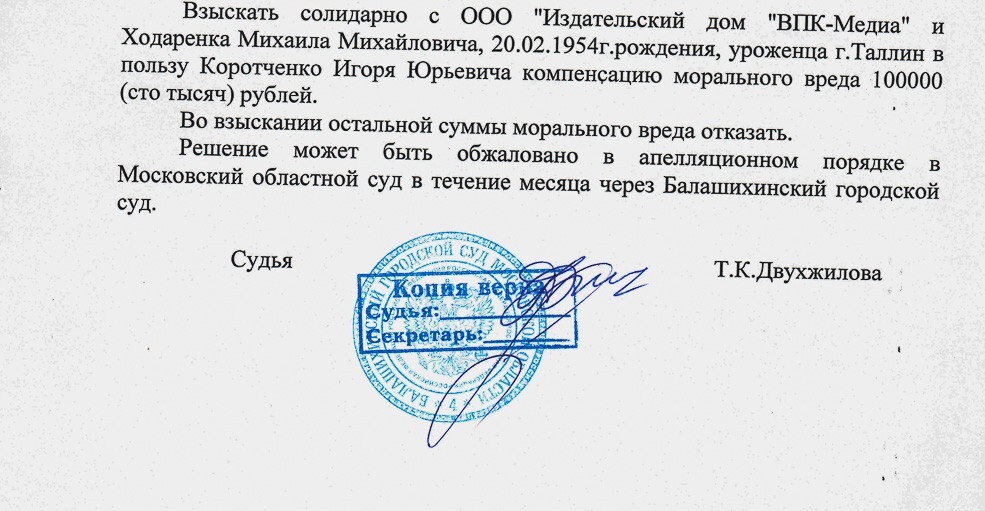 Взыскать солидарно с ООО "Издательский дом "ВПК-Медиа" и
Ходаренка Михаила Михайловича, 20.02.1954г.рождения, уроженца г.Таллин в
пользу Коротченко Игоря Юрьевича компенсацию морального вреда 100000
(сто тысяч) рублей.
Во взыскании остальной суммы морального вреда отказать.
Решение может быть обжаловано в апелляционном порядке в
Московский областной суд в течение месяца через Балашихинский городской
суд.
Судья
Т.К.Двухжилова
Копия верна
Судья:
Секретарь:
БАЛАШИХИНСКИЙ ГОРОДСКОЙ СУД МОСКОВСКОЙ ОБЛАСТИ
* 4 *